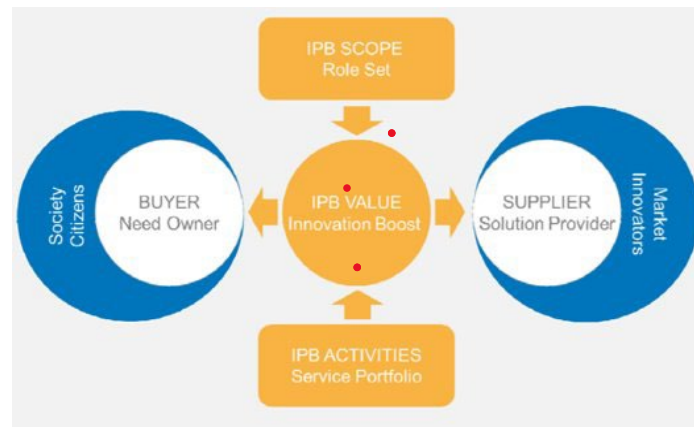 IPB SCOPE
Role Set
Society
Citizens
BUYER
Need Owner
IPB VALUE
Innovation Boost
SUPPLIER
Solution Provider
Market
Innovators
IPB ACTIVITIES
Service Portfolio